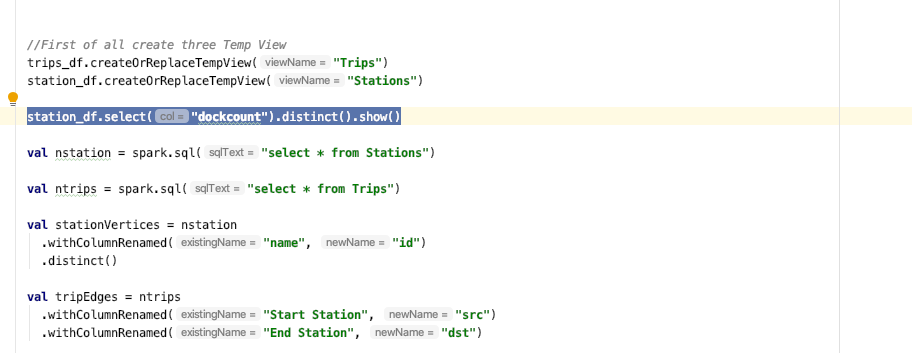 //First of all create three Temp View
trips_df.createOrReplaceTempView( viewName = "Trips")
station_df.createOrReplaceTempView( viewName = "Stations")
station_df.select( col = "dockcount").distinct().show()
val nstation = spark.sql( sqlText = "select * from Stations")
val ntrips = spark.sql( sqlText = "select * from Trips")
val stationVertices = nstation
.withColumnRenamed( existingName = "name", newName = "id")
.distinct()
val tripEdges = ntrips
.withColumnRenamed( existingName = "Start Station", newName = "src")
.withColumnRenamed( existingName = "End Station", newName = "dst")